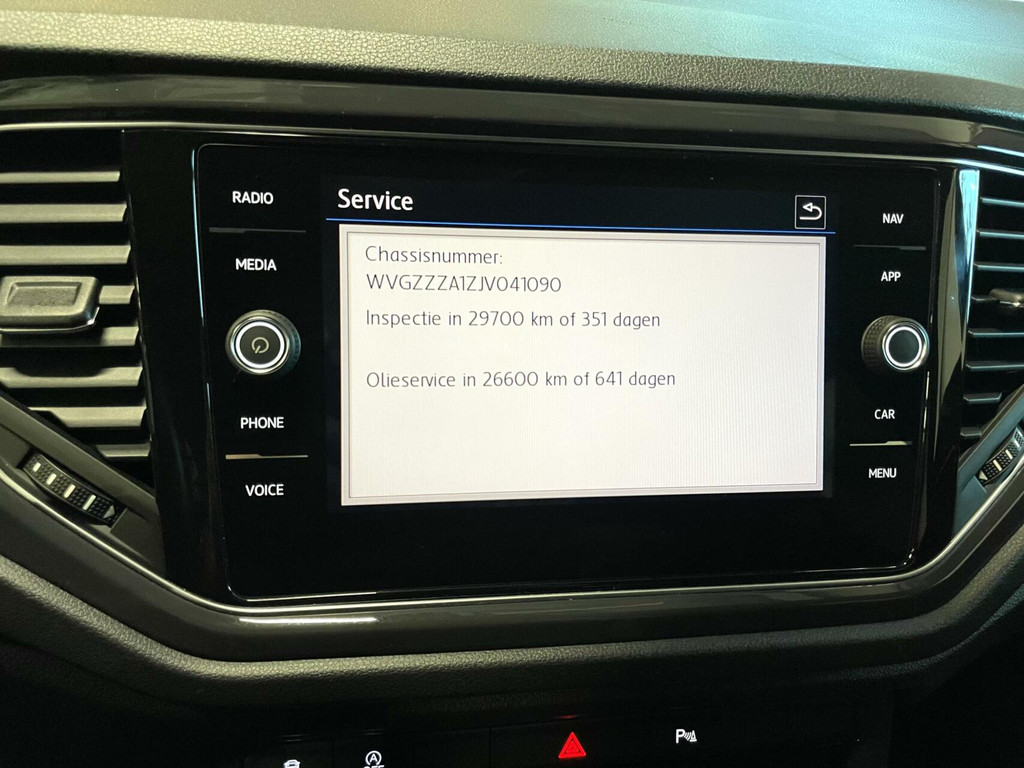 Service
RADIO
MEDIA
PHONE
VOICE
Chassisnummer:
WVGZZZA1ZJV041090
Inspectie in 29700 km of 351 dagen
Olieservice in 26600 km of 641 dagen
NAV
APP
CAR
MENU
A
OFF
P